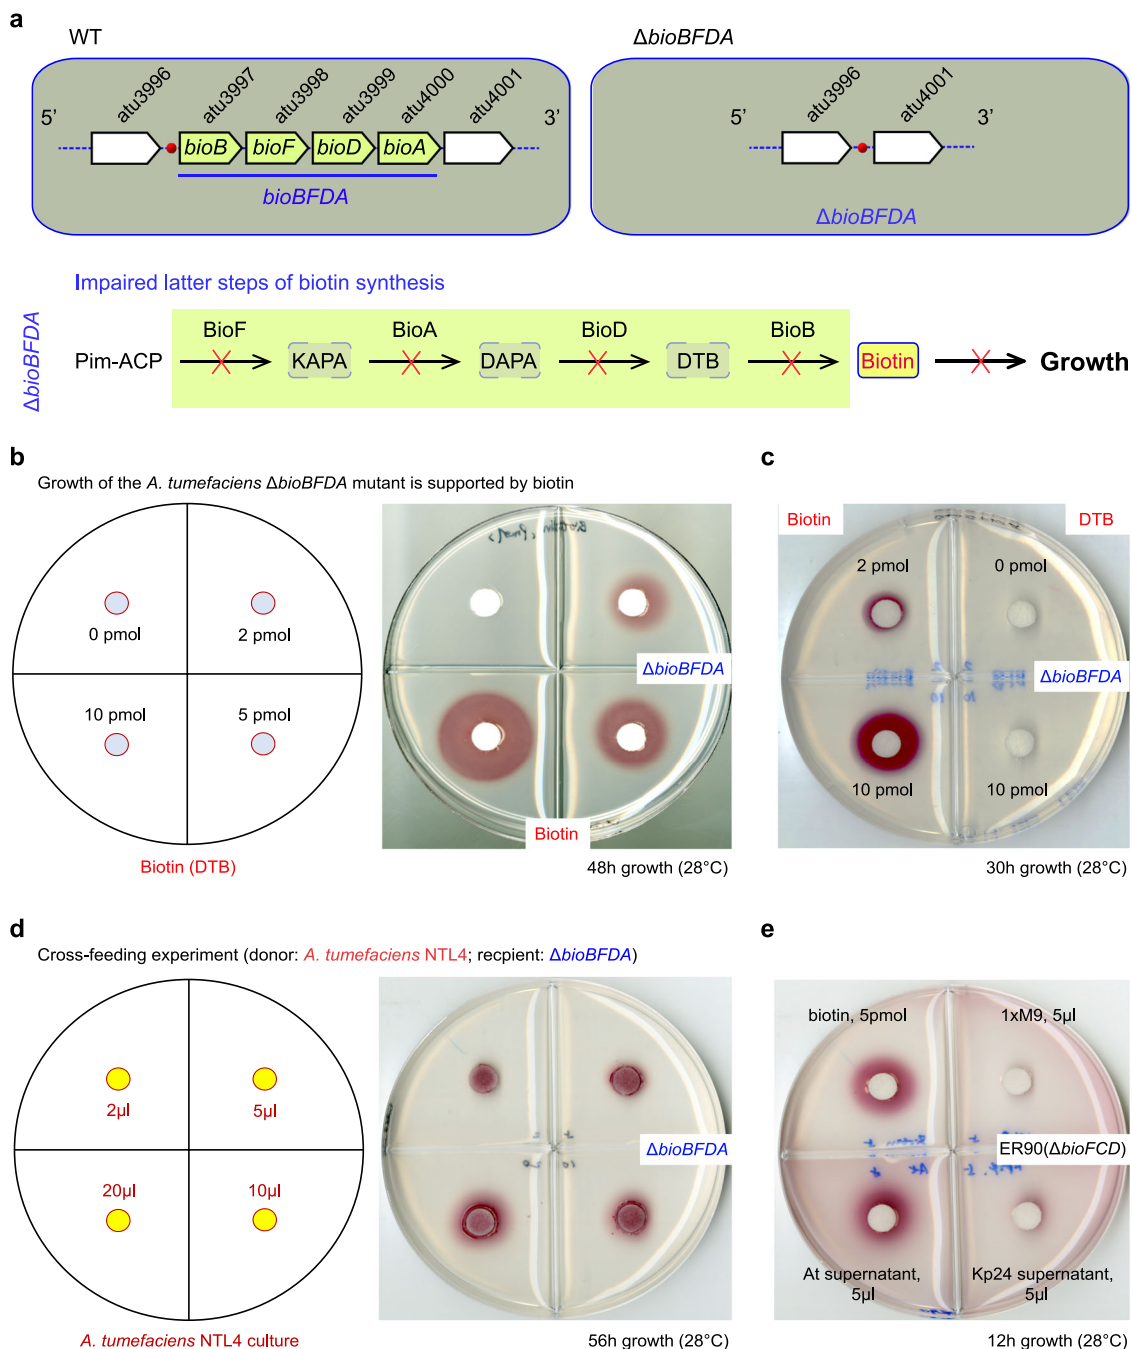 a
WT
ΔbioBFDA
atu3996
atu3997
atu3998
atu3999
atu4000
atu4001
atu3996
atu4001
5’
3’
5’
3’
bioB
bioF
bioD
bioA
bioBFDA
ΔbioBFDA
Impaired latter steps of biotin synthesis
ΔbioBFDA
BioF
BioA
BioD
BioB
Pim-ACP
KAPA
DAPA
DTB
Biotin
Growth
b
Growth of the A. tumefaciens ΔbioBFDA mutant is supported by biotin
0 pmol
2 pmol
10 pmol
5 pmol
Biotin (DTB)
ΔbioBFDA
Biotin
48h growth (28°C)
c
Biotin
DTB
2 pmol
0 pmol
ΔbioBFDA
10 pmol
10 pmol
30h growth (28°C)
d
Cross-feeding experiment (donor: A. tumefaciens NTL4; recpient: ΔbioBFDA)
2µl
5µl
20µl
10µl
A. tumefaciens NTL4 culture
ΔbioBFDA
56h growth (28°C)
e
biotin, 5pmol
1xM9, 5µl
ER90(ΔbioFCD)
At supernatant,
5µl
Kp24 supernatant,
5µl
12h growth (28°C)